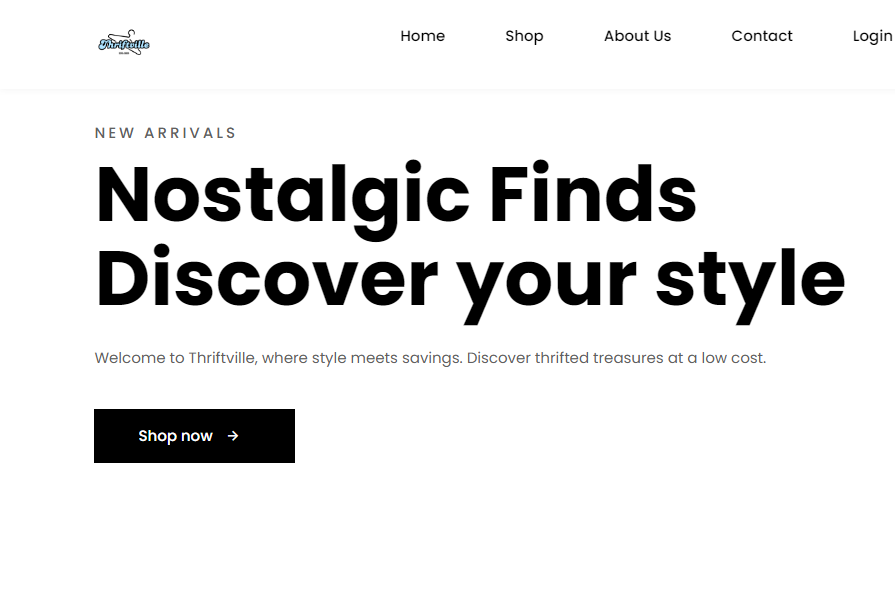 Thriftville
Home Shop About Us Contact Login
NEW ARRIVALS
Nostalgic Finds
Discover your style
Welcome to Thriftville, where style meets savings. Discover thrifted treasures at a low cost.
Shop now →